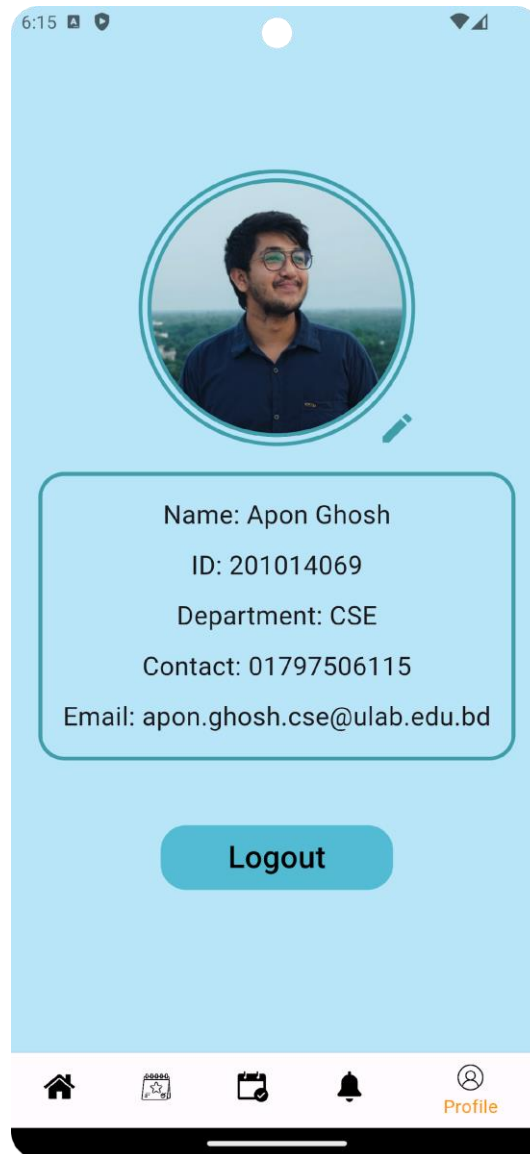 6:15
Name: Apon Ghosh
ID: 201014069
Department: CSE
Contact: 01797506115
Email: apon.ghosh.cse@ulab.edu.bd
Logout
Profile